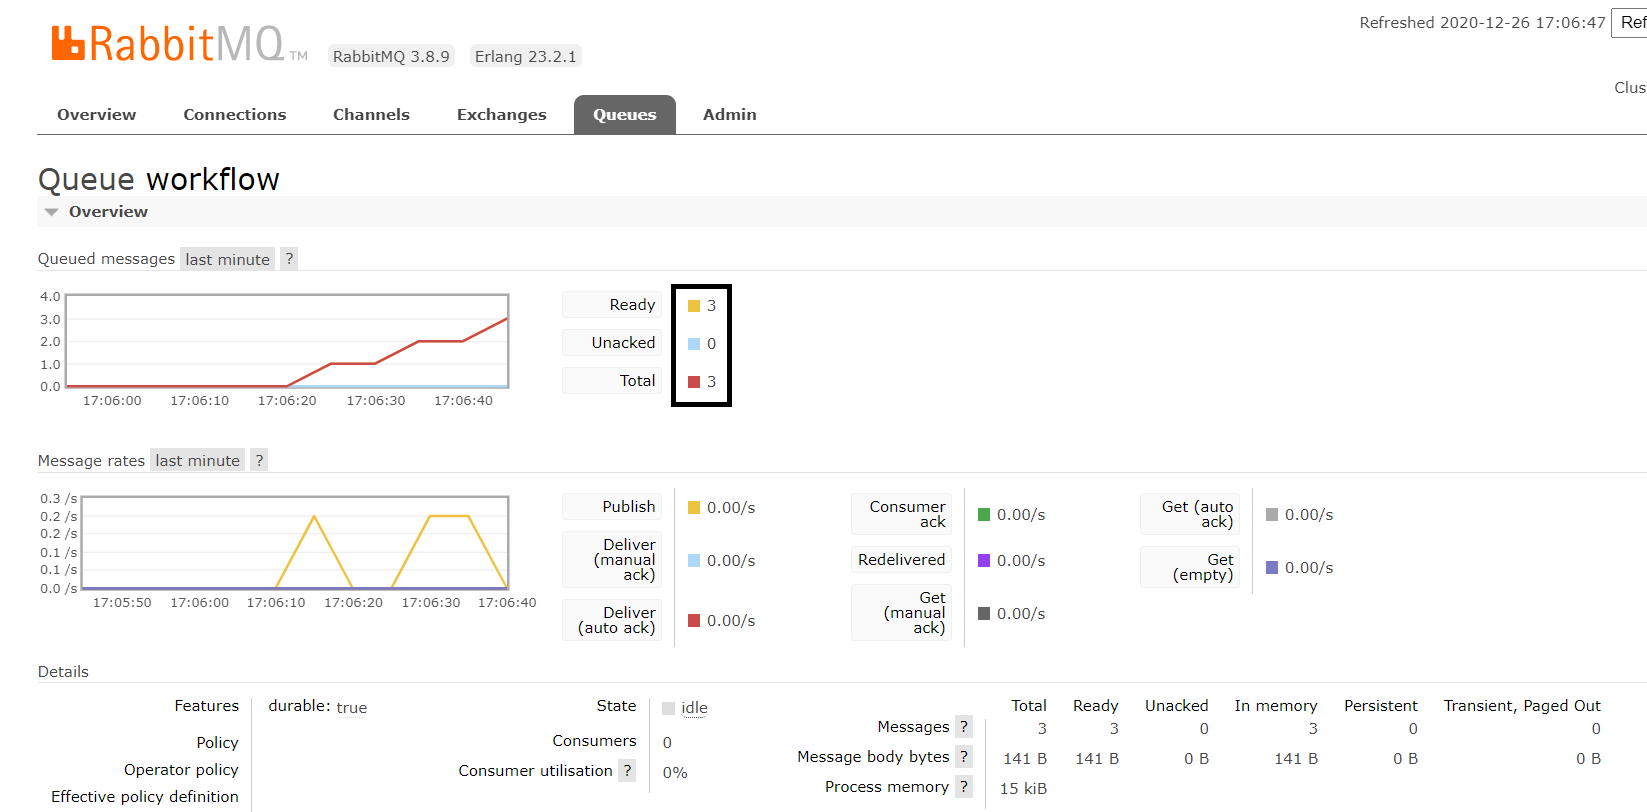 Refreshed 2020-12-26 17:06:47 Ref
RabbitMQ TM RabbitMQ 3.8.9 Erlang 23.2.1
Clus
Overview Connections Channels Exchanges Queues Admin
Queue workflow
Overview
Queued messages last minute ?
4.0
3.0
2.0
1.0
0.0
17:06:00 17:06:10 17:06:20 17:06:30 17:06:40
Ready 3
Unacked 0
Total 3
Message rates last minute ?
0.3 /s
0.2 /s
0.2 /s
0.1 /s
0.1 /s
0.0 /s
17:05:50 17:06:00 17:06:10 17:06:20 17:06:30 17:06:40
Publish 0.00/s
Deliver
(manual
ack) 0.00/s
Deliver
(auto ack) 0.00/s
Consumer
ack 0.00/s
Redelivered 0.00/s
Get
(manual
ack) 0.00/s
Get (auto
ack) 0.00/s
Get
(empty) 0.00/s
Details
Features durable: true
Policy
Operator policy
Effective policy definition
State idle
Consumers 0
Consumer utilisation ? 0%
Total Ready Unacked In memory Persistent Transient, Paged Out
Messages ? 3 3 0 3 0 0
Message body bytes ? 141 B 141 B 0 B 141 B 0 B 0 B
Process memory ? 15 kiB